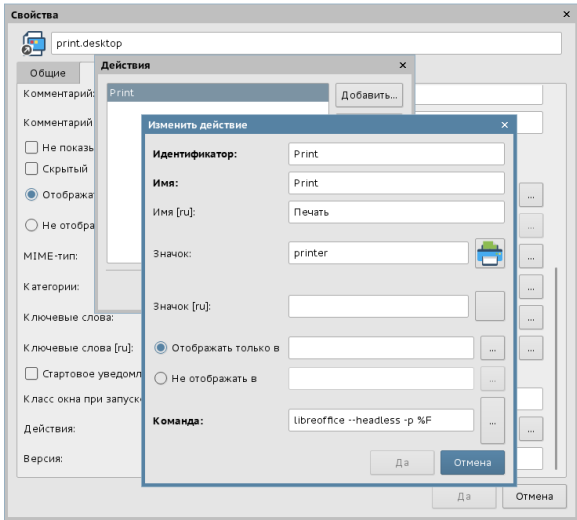 Свойства
print.desktop
Общие
Действия
Комментарий:
Print
Добавить...
Комментарий
Изменить действие
Не показы
Идентификатор:
Print
Скрытый
Имя:
Print
Отобража
...
Имя [ru]:
Печать
Не отобра
...
MIME-тип:
Значок:
printer
...
Категории:
...
Значок [ru]:
Ключевые слова:
...
Ключевые слова [ru]:
Отображать только в
...
...
Стартовое уведомл
Не отображать в
...
Класс окна при запуск
Действия:
Команда:
libreoffice --headless -p %F
...
...
Версия:
Да
Отмена
Да
Отмена